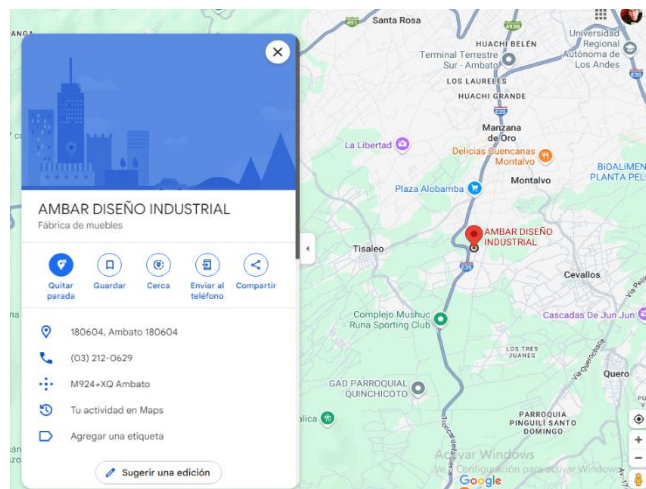 AMBAR DISEÑO INDUSTRIAL
Fábrica de muebles
Quitar
parada
Guardar
Cerca
Enviar al
teléfono
Compartir
180604, Ambato 180604
(03) 212-0629
M924+XQ Ambato
Tu actividad en Maps
Agregar una etiqueta
Sugerir una edición
Santa Rosa
HUACHI BELÉN
Universidad
Regional
Autónoma de
Los Andes
Terminal Terrestre
Sur - Ambato
LOS LAURELES
HUACHI GRANDE
Manzana
de Oro
La Libertad
Delicias Cuencanas
Montalvo
BIOALIMEN
PLANTA PEL
Montalvo
Plaza Alobamba
AMBAR DISEÑO
INDUSTRIAL
Tisaleo
Cevallos
Complejo Mushuc
Runa Sporting Club
Cascadas De Jun Jun
LOS TRES
JUANES
Vía Querochaca
Quero
GAD PARROQUIAL
QUINCHICOTO
PARROQUIA
PINGUILÍ SANTO
DOMINGO
Activar Windows
Ve a Configuración para activar Windows
Google